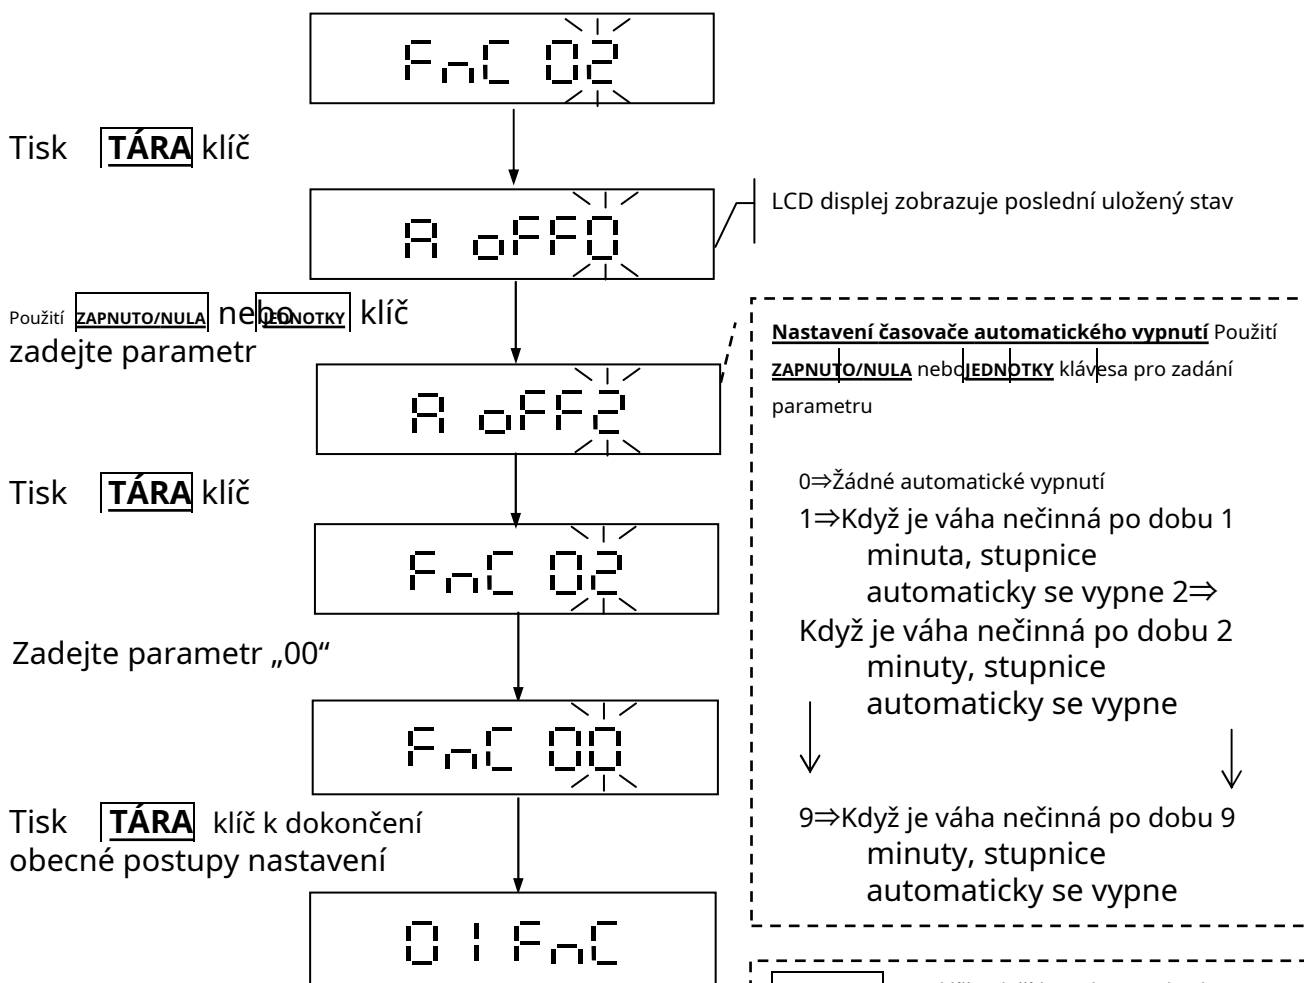 FnC 02
Tisk TÁRA klíč
A oFF0
LCD displej zobrazuje poslední uložený stav
Použití ZAPNUTO/NULA nebo JEDNOTKY klíč
zadejte parametr
A oFF2
Tisk TÁRA klíč
FnC 02
Zadejte parametr „00“
FnC 00
Tisk TÁRA klíč k dokončení
obecné postupy nastavení
01 FnC
Nastavení časovače automatického vypnutí Použití
ZAPNUTO/NULA nebo JEDNOTKY klávesa pro zadání
parametru
0⇒Žádné automatické vypnutí
1⇒Když je váha nečinná po dobu 1
minuta, stupnice
automaticky se vypne 2⇒
Když je váha nečinná po dobu 2
minuty, stupnice
automaticky se vypne
9⇒Když je váha nečinná po dobu 9
minuty, stupnice
automaticky se vypne